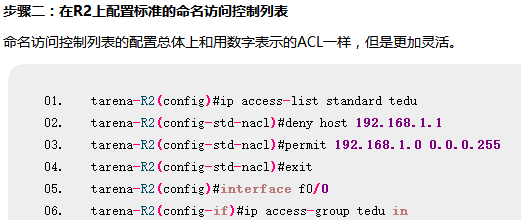 步骤二：在R2上配置标准的命名访问控制列表
命名访问控制列表的配置总体上和用数字表示的ACL一样，但是更加灵活。
01. tarena-R2(config)#ip access-list standard tedu
02. tarena-R2(config-std-nacl)#deny host 192.168.1.1
03. tarena-R2(config-std-nacl)#permit 192.168.1.0 0.0.0.255
04. tarena-R2(config-std-nacl)#exit
05. tarena-R2(config)#interface f0/0
06. tarena-R2(config-if)#ip access-group tedu in